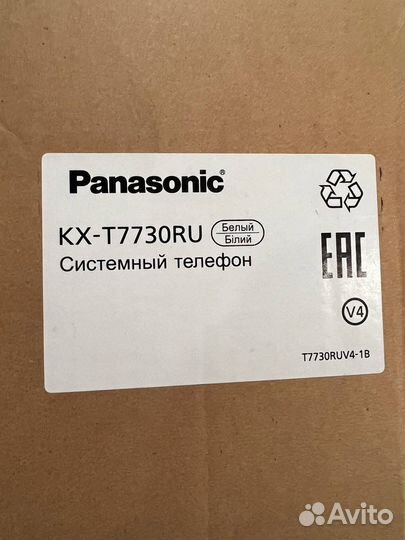 Panasonic®
KX-T7730RU Белый
Білий
Системный телефон
EAC
V4
T7730RUV4-1B
Avito